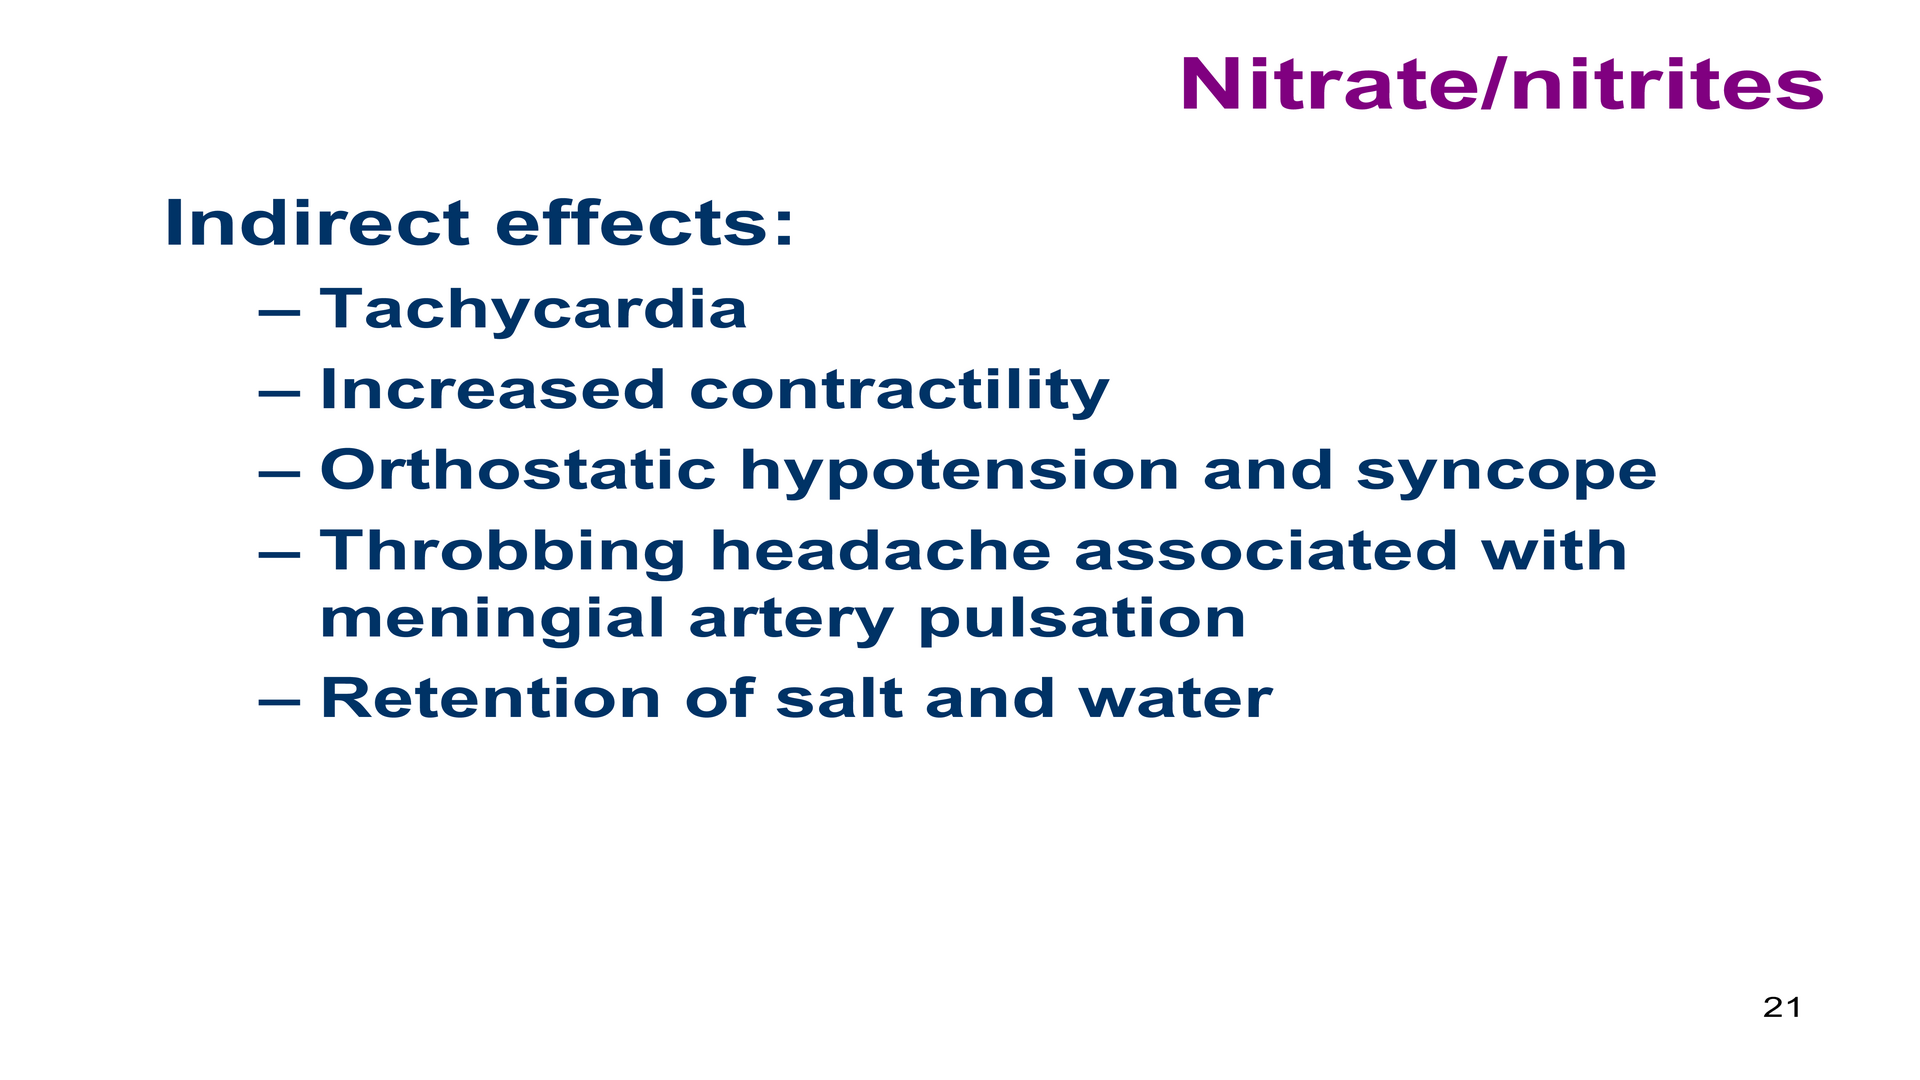 Nitrate/nitrites
Indirect effects:
– Tachycardia
– Increased contractility
– Orthostatic hypotension and syncope
– Throbbing headache associated with
meningial artery pulsation
– Retention of salt and water
21